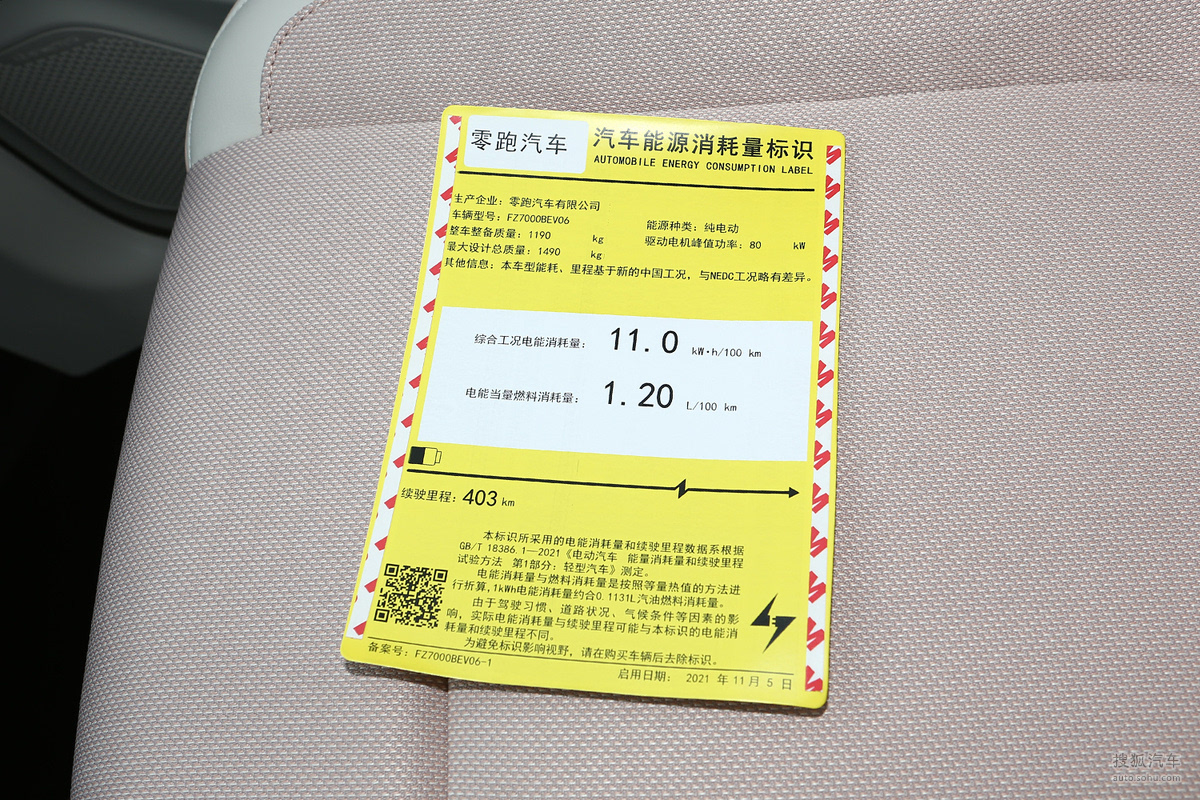 零跑汽车
汽车能源消耗量标识
AUTOMOBILE ENERGY CONSUMPTION LABEL
生产企业：零跑汽车有限公司
车辆型号：FZ7000BEV06
能源种类：纯电动
整车整备质量：1190 kg
驱动电机峰值功率：80 kW
最大设计总质量：1490 kg
其他信息：本车型能耗、里程基于新的中国工况，与NEDC工况略有差异。
综合工况电能消耗量： 11.0 kW·h/100 km
电能当量燃料消耗量： 1.20 L/100 km
续驶里程：403 km
本标识所采用的电能消耗量和续驶里程数据系根据
GB/T 18386.1—2021《电动汽车 能量消耗量和续驶里程
试验方法 第1部分：轻型汽车》测定。
电能消耗量与燃料消耗量是按照等量热值的方法进
行折算,1kWh电能消耗量约合0.1131L汽油燃料消耗量。
由于驾驶习惯、道路状况、气候条件等因素的影
响，实际电能消耗量与续驶里程可能与本标识的电能消
耗量和续驶里程不同。
为避免标识影响视野，请在购买车辆后去除标识。
备案号：FZ7000BEV06-1
启用日期： 2021 年 11 月 5 日
搜狐汽车
auto.sohu.com